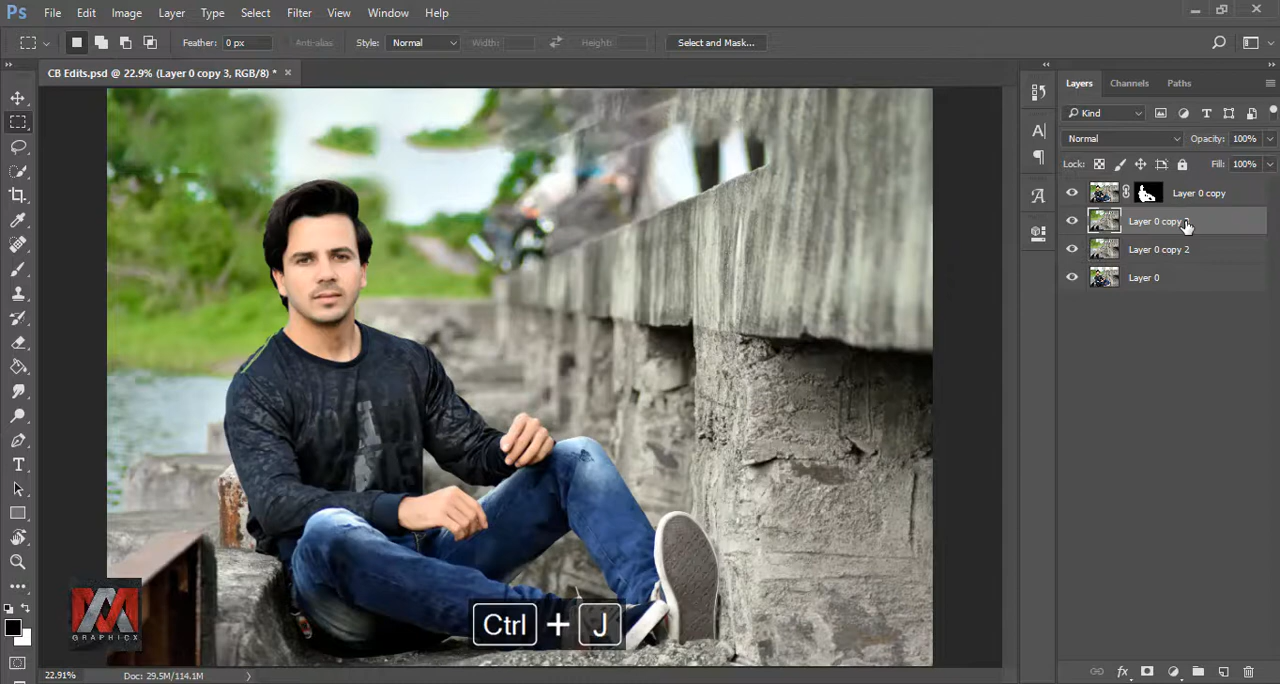 Ps File Edit Image Layer Type Select Filter View Window Help
Feather: 0 px Anti-alias Style: Normal Width: Height: Select and Mask...
CB Edits.psd @ 22.9% (Layer 0 copy 3, RGB/8) * ×
Layers Channels Paths
Kind
Normal Opacity: 100%
Lock: Fill: 100%
Layer 0 copy
Layer 0 copy
Layer 0 copy 2
Layer 0
Ctrl + J
GRAPHICX
22.91% Doc: 29.5M/114.1M